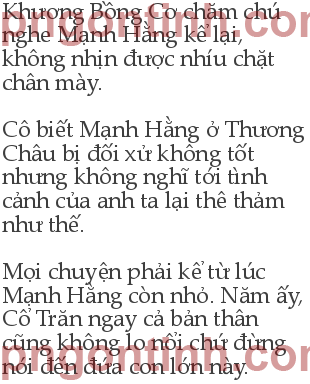 Khương Bồng Cơ chăm chú
nghe Mạnh Hằng kể lại,
không nhịn được nhíu chặt
chân mày.

Cô biết Mạnh Hằng ở Thương
Châu bị đối xử không tốt
nhưng không nghĩ tới tình
cảnh của anh ta lại thê thảm
như thế.

Mọi chuyện phải kể từ lúc
Mạnh Hằng còn nhỏ. Năm ấy,
Cổ Trăn ngay cả bản thân
cũng không lo nổi chứ đừng
nói đến đứa con lớn này.